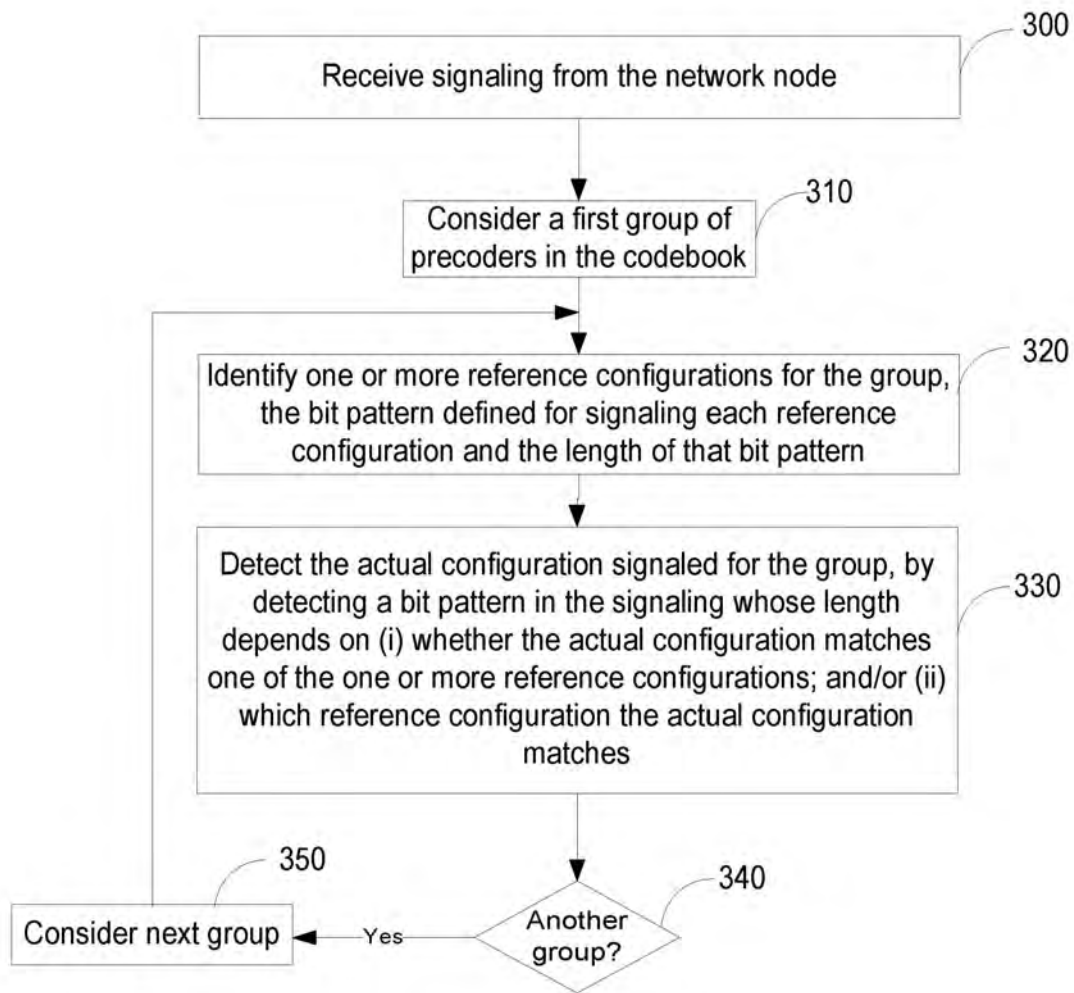 300
Receive signaling from the network node
310
Consider a first group of
precoders in the codebook
320
Identify one or more reference configurations for the group,
the bit pattern defined for signaling each reference
configuration and the length of that bit pattern
330
Detect the actual configuration signaled for the group, by
detecting a bit pattern in the signaling whose length
depends on (i) whether the actual configuration matches
one of the one or more reference configurations; and/or (ii)
which reference configuration the actual configuration
matches
340
Another
group?
Yes
350
Consider next group